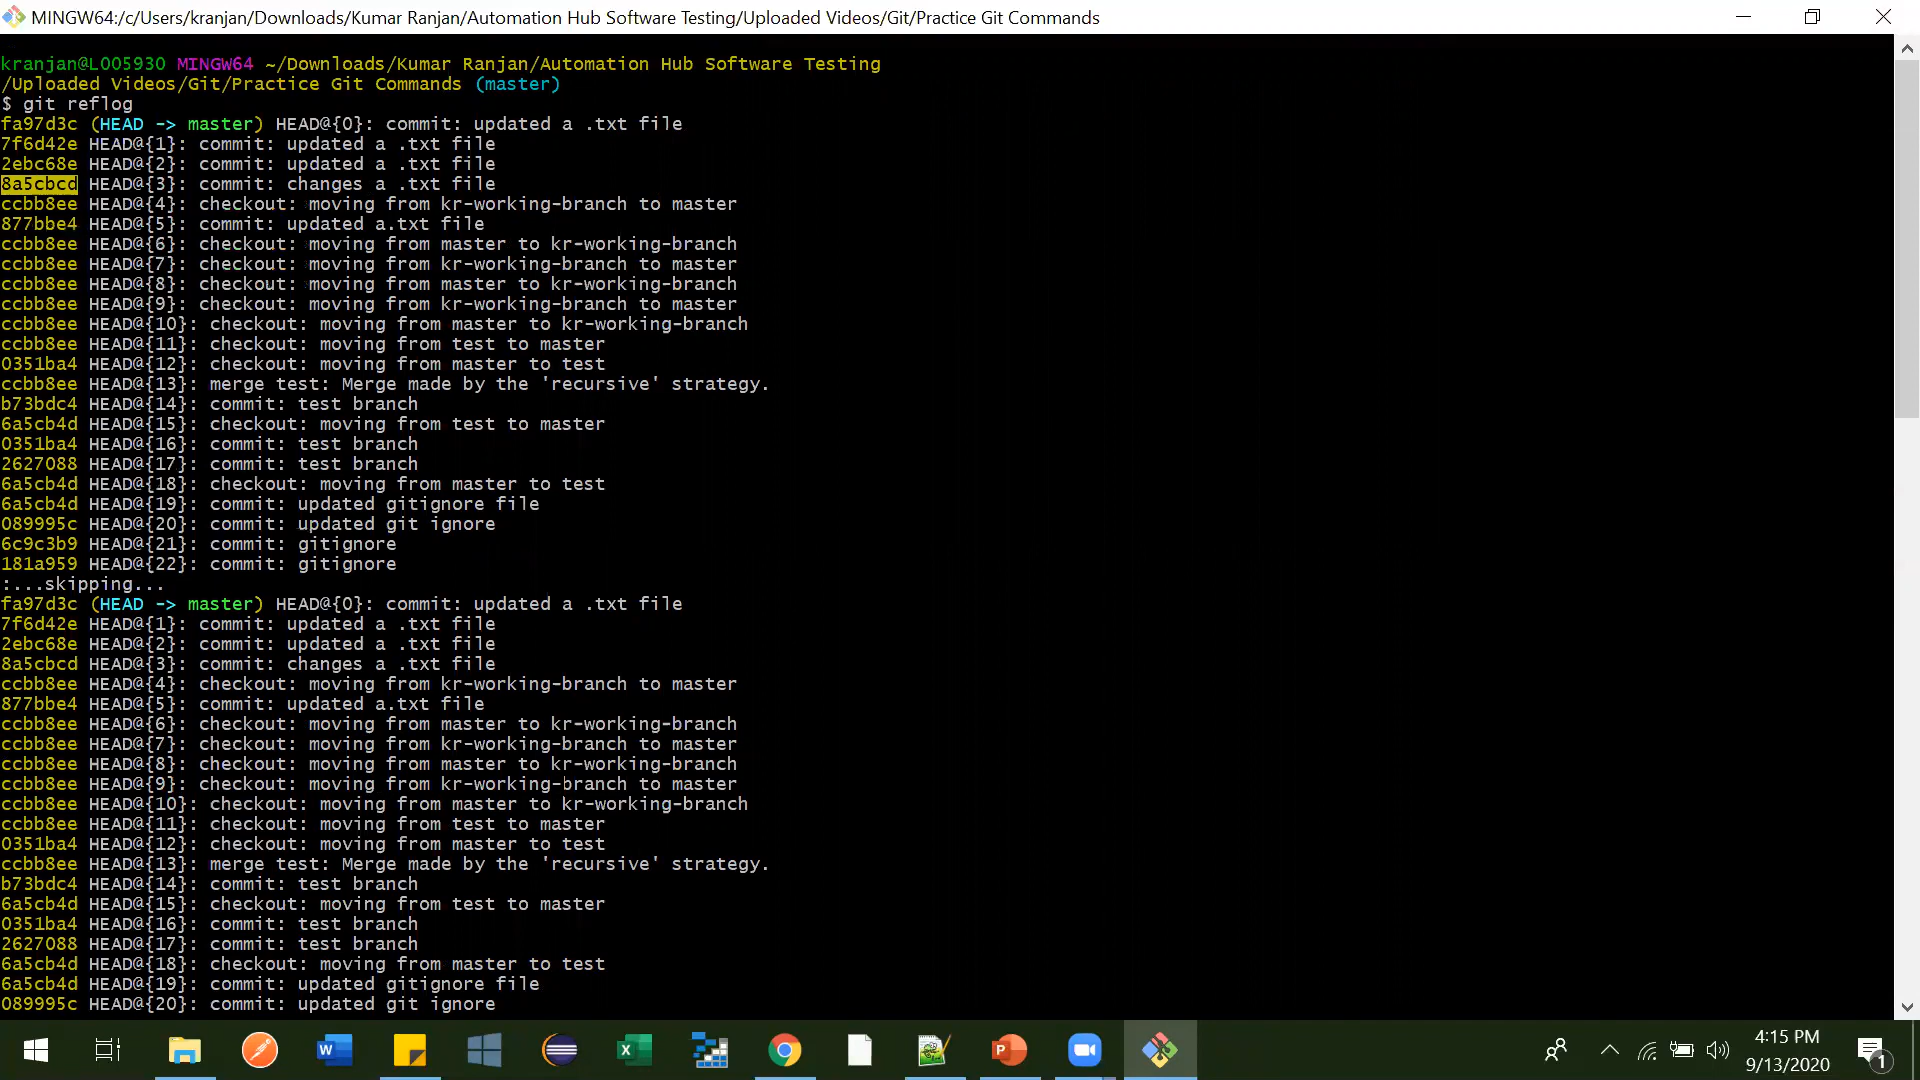 MINGW64:/c/Users/kranjan/Downloads/Kumar Ranjan/Automation Hub Software Testing/Uploaded Videos/Git/Practice Git Commands
kranjan@L005930 MINGW64 ~/Downloads/Kumar Ranjan/Automation Hub Software Testing
/Uploaded Videos/Git/Practice Git Commands (master)
$ git reflog
fa97d3c (HEAD -> master) HEAD@{0}: commit: updated a .txt file
7f6d42e HEAD@{1}: commit: updated a .txt file
2ebc68e HEAD@{2}: commit: updated a .txt file
8a5cbcd HEAD@{3}: commit: changes a .txt file
ccbb8ee HEAD@{4}: checkout: moving from kr-working-branch to master
877bbe4 HEAD@{5}: commit: updated a.txt file
ccbb8ee HEAD@{6}: checkout: moving from master to kr-working-branch
ccbb8ee HEAD@{7}: checkout: moving from kr-working-branch to master
ccbb8ee HEAD@{8}: checkout: moving from master to kr-working-branch
ccbb8ee HEAD@{9}: checkout: moving from kr-working-branch to master
ccbb8ee HEAD@{10}: checkout: moving from master to kr-working-branch
ccbb8ee HEAD@{11}: checkout: moving from test to master
0351ba4 HEAD@{12}: checkout: moving from master to test
ccbb8ee HEAD@{13}: merge test: Merge made by the 'recursive' strategy.
b73bdc4 HEAD@{14}: commit: test branch
6a5cb4d HEAD@{15}: checkout: moving from test to master
0351ba4 HEAD@{16}: commit: test branch
2627088 HEAD@{17}: commit: test branch
6a5cb4d HEAD@{18}: checkout: moving from master to test
6a5cb4d HEAD@{19}: commit: updated gitignore file
089995c HEAD@{20}: commit: updated git ignore
6c9c3b9 HEAD@{21}: commit: gitignore
181a959 HEAD@{22}: commit: gitignore
:...skipping...
fa97d3c (HEAD -> master) HEAD@{0}: commit: updated a .txt file
7f6d42e HEAD@{1}: commit: updated a .txt file
2ebc68e HEAD@{2}: commit: updated a .txt file
8a5cbcd HEAD@{3}: commit: changes a .txt file
ccbb8ee HEAD@{4}: checkout: moving from kr-working-branch to master
877bbe4 HEAD@{5}: commit: updated a.txt file
ccbb8ee HEAD@{6}: checkout: moving from master to kr-working-branch
ccbb8ee HEAD@{7}: checkout: moving from kr-working-branch to master
ccbb8ee HEAD@{8}: checkout: moving from master to kr-working-branch
ccbb8ee HEAD@{9}: checkout: moving from kr-working-branch to master
ccbb8ee HEAD@{10}: checkout: moving from master to kr-working-branch
ccbb8ee HEAD@{11}: checkout: moving from test to master
0351ba4 HEAD@{12}: checkout: moving from master to test
ccbb8ee HEAD@{13}: merge test: Merge made by the 'recursive' strategy.
b73bdc4 HEAD@{14}: commit: test branch
6a5cb4d HEAD@{15}: checkout: moving from test to master
0351ba4 HEAD@{16}: commit: test branch
2627088 HEAD@{17}: commit: test branch
6a5cb4d HEAD@{18}: checkout: moving from master to test
6a5cb4d HEAD@{19}: commit: updated gitignore file
089995c HEAD@{20}: commit: updated git ignore
4:15 PM
9/13/2020
1